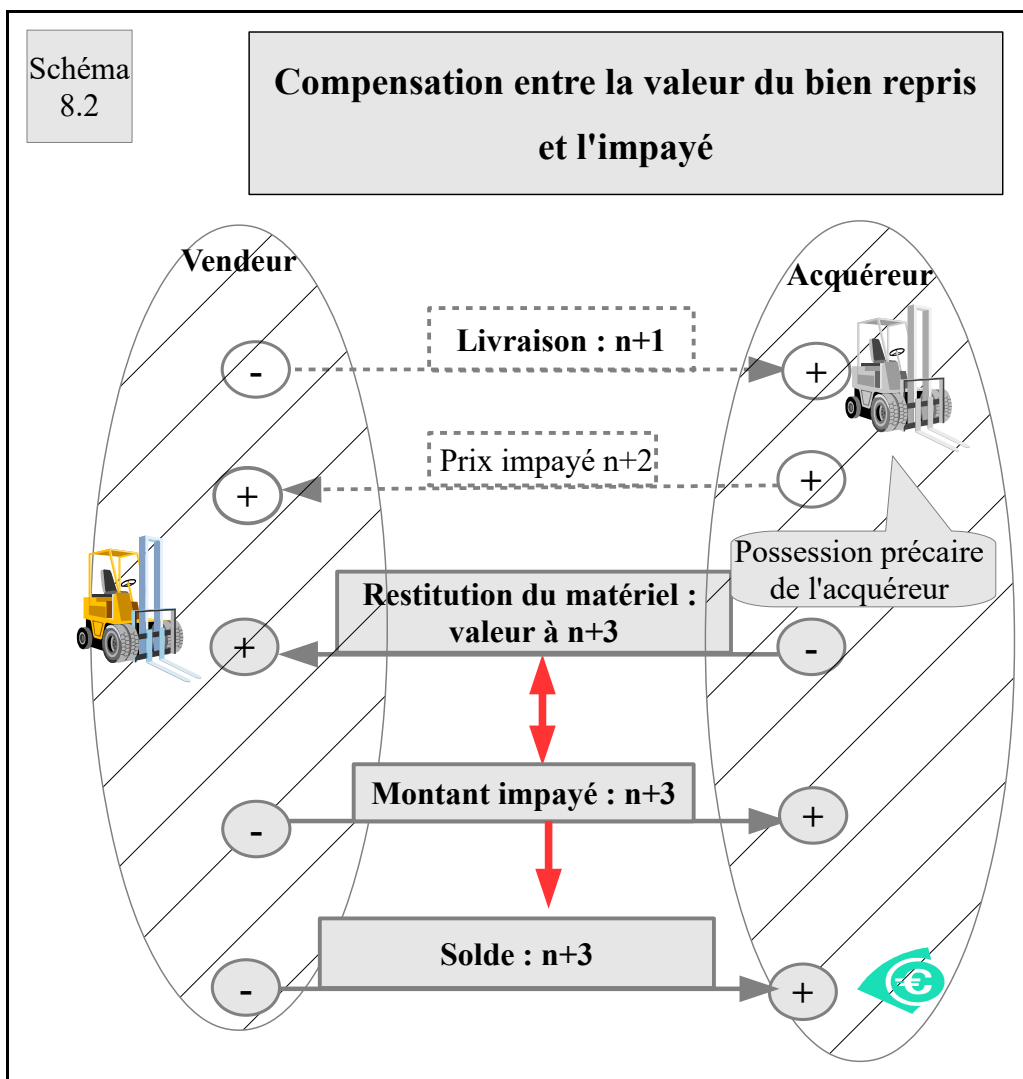 Schéma
8.2
Compensation entre la valeur du bien repris
et l'impayé
Vendeur
Acquéreur
Livraison : n+1
-
+
Prix impayé n+2
+
+
Possession précaire
de l'acquéreur
Restitution du matériel :
valeur à n+3
+
-
Montant impayé : n+3
-
+
Solde : n+3
-
+
€